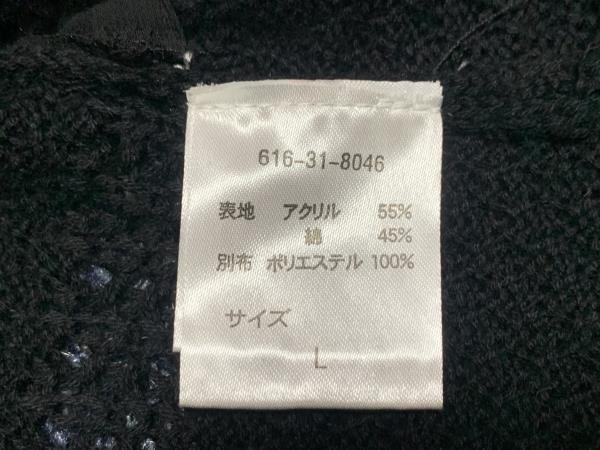 616-31-8046
表地 アクリル 55%
綿 45%
別布 ポリエステル 100%
サイズ
L